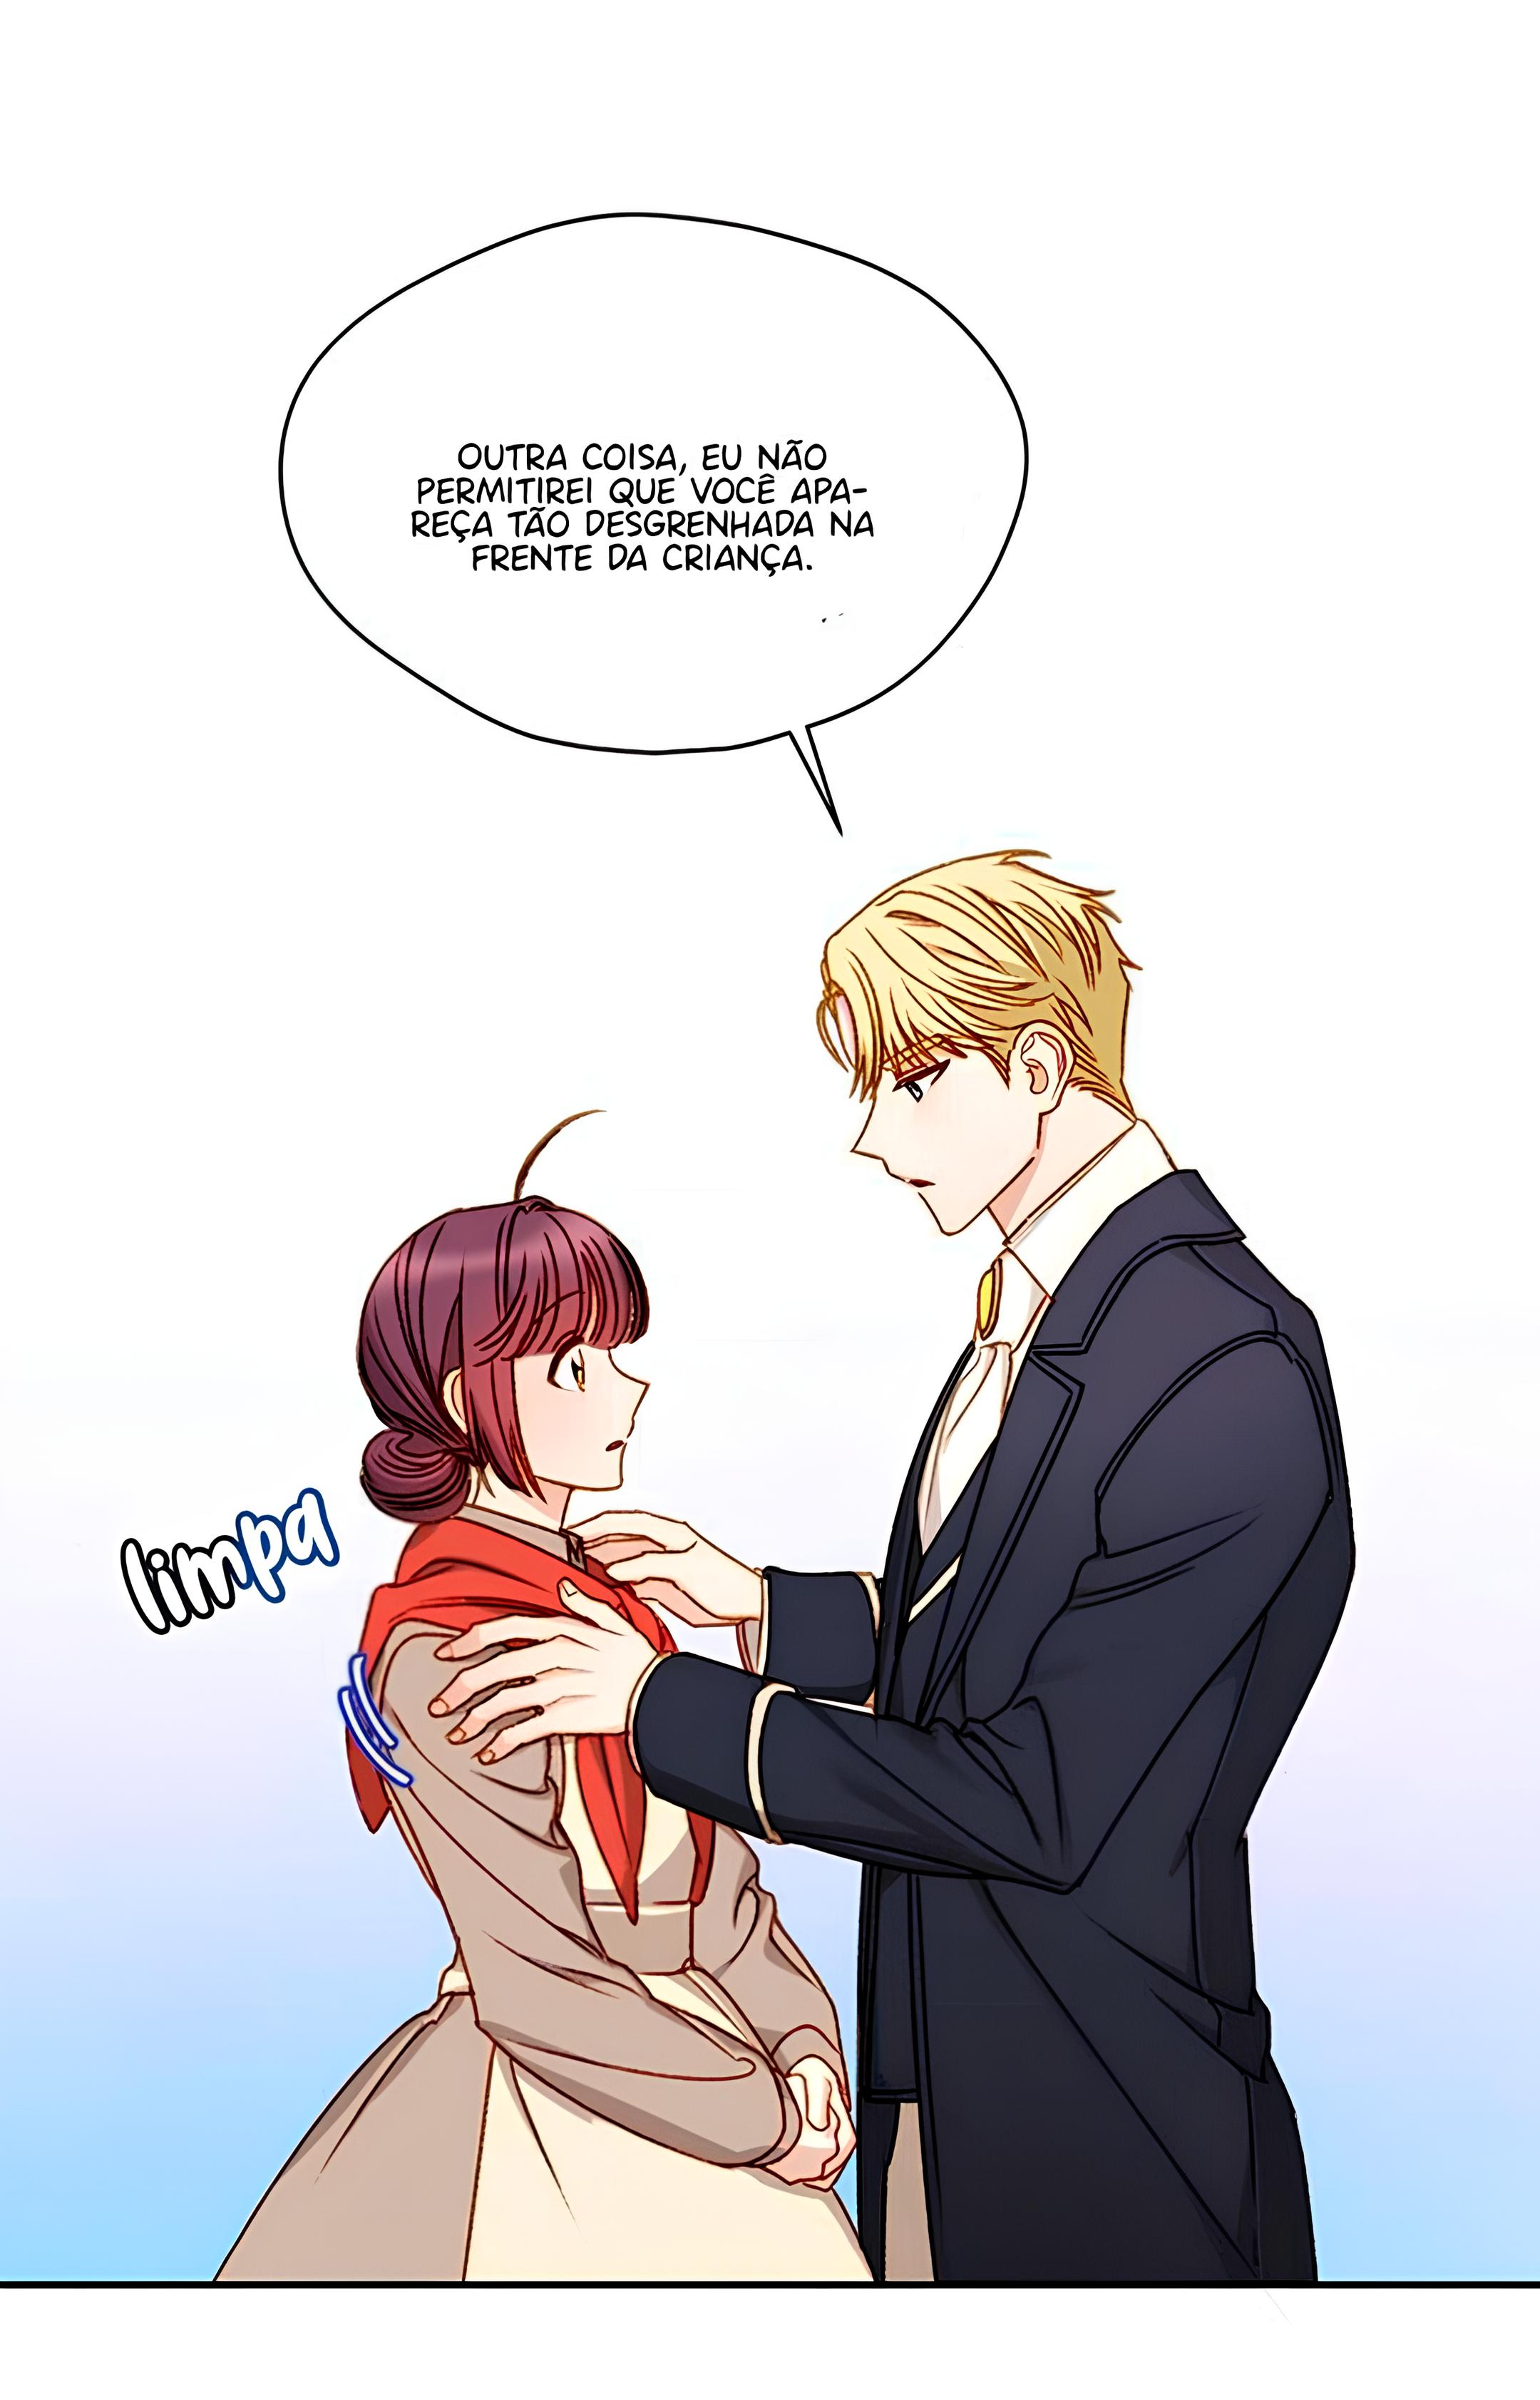 OUTRA COISA, EU NÃO
PERMITIREI QUE VOCÊ APA-
REÇA TÃO DESGRENHADA NA
FRENTE DA CRIANÇA.
limpa